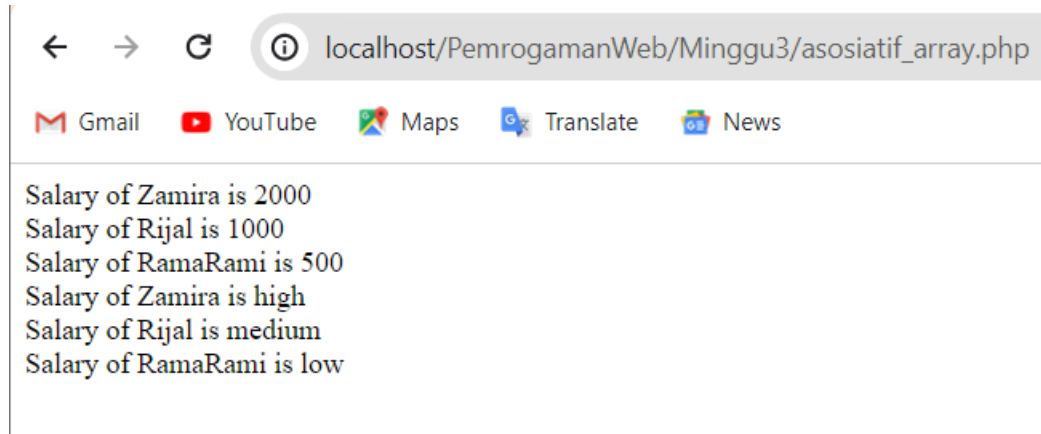 localhost/PemrogamanWeb/Minggu3/asosiatif_array.php
Gmail YouTube Maps Translate News
Salary of Zamira is 2000
Salary of Rijal is 1000
Salary of RamaRami is 500
Salary of Zamira is high
Salary of Rijal is medium
Salary of RamaRami is low